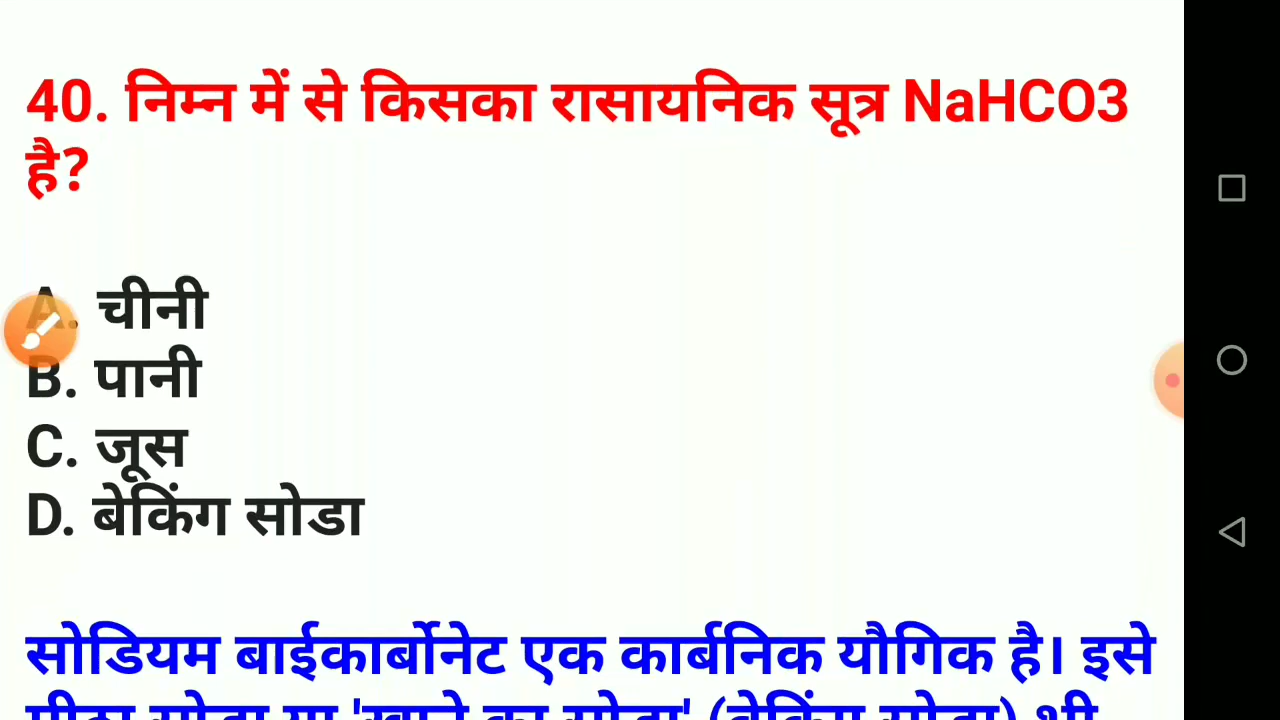 40. निम्न में से किसका रासायनिक सूत्र NaHCO3
है?
A. चीनी
B. पानी
C. जूस
D. बेकिंग सोडा
सोडियम बाईकार्बोनेट एक कार्बनिक यौगिक है। इसे
मीठा सोडा या 'खाने का सोडा' (बेकिंग सोडा) भी